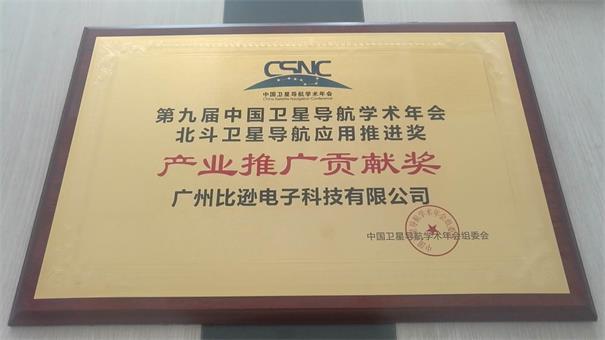 CSNC
中国卫星导航学术年会
China Satellite Navigation Conference
第九届中国卫星导航学术年会
北斗卫星导航应用推进奖
产业推广贡献奖
广州比逊电子科技有限公司
中国卫星导航学术年会组委会